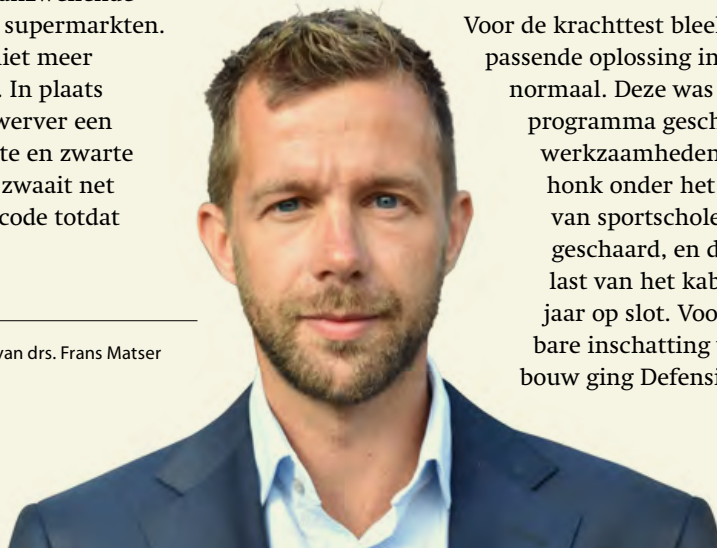 supermarkten.
iet meer
. In plaats
werver een
te en zwarte
zwaait net
code totdat
van drs. Frans Matser
Voor de krachttest blee
passende oplossing in
normaal. Deze was
programma gesch
werkzaamheden
honk onder het
van sportschole
geschaard, en d
last van het kab
jaar op slot. Voo
bare inschatting
bouw ging Defensi